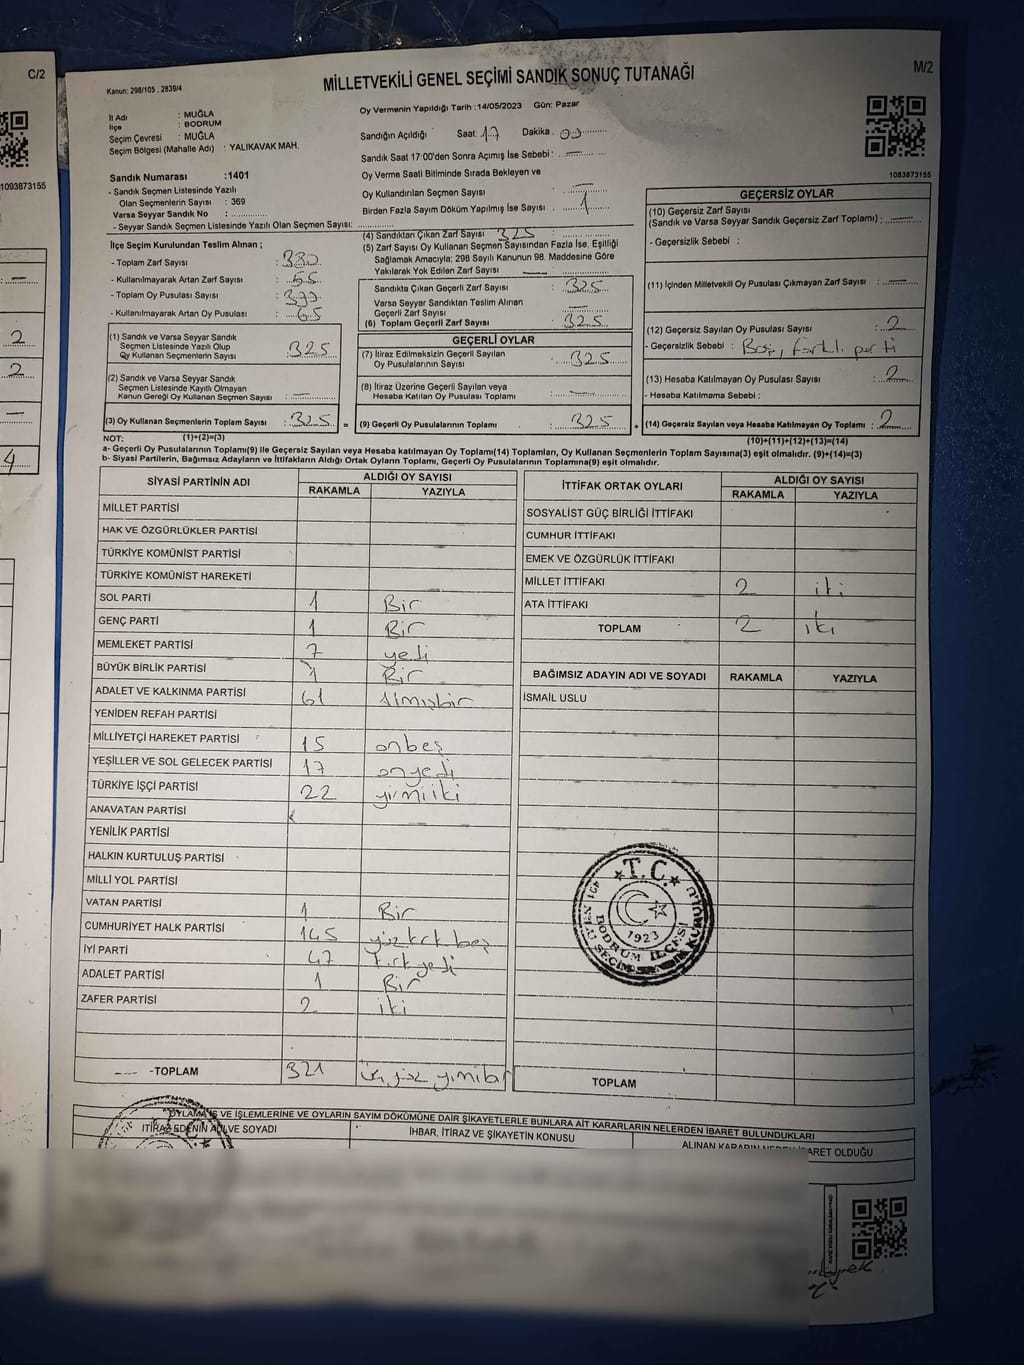 C/2
1093873155
2
2
4
Kanun: 298/105 , 2839/4
MİLLETVEKİLİ GENEL SEÇİMİ SANDIK SONUÇ TUTANAĞI
M/2
İl Adı : MUĞLA
İlçe : BODRUM
Seçim Çevresi : MUĞLA
Seçim Bölgesi (Mahalle Adı) : YALIKAVAK MAH.
Sandık Numarası :1401
- Sandık Seçmen Listesinde Yazılı
Olan Seçmenlerin Sayısı : 369
Varsa Seyyar Sandık No :
- Seyyar Sandık Seçmen Listesinde Yazılı Olan Seçmen Sayısı:
Oy Vermenin Yapıldığı Tarih :14/05/2023 Gün: Pazar
Sandığın Açıldığı Saat: 17 Dakika : 00
Sandık Saat 17:00'den Sonra Açımış İse Sebebi : —
Oy Verme Saati Bitiminde Sırada Bekleyen ve
Oy Kullandırılan Seçmen Sayısı —
Birden Fazla Sayım Döküm Yapılmış İse Sayısı 1
1083873155
İlçe Seçim Kurulundan Teslim Alınan ;
- Toplam Zarf Sayısı : 380
- Kullanılmayarak Artan Zarf Sayısı : 55
- Toplam Oy Pusulası Sayısı :
- Kullanılmayarak Artan Oy Pusulası : 65
(1) Sandık ve Varsa Seyyar Sandık
Seçmen Listesinde Yazılı Olup
Oy Kullanan Seçmenlerin Sayısı : 325
(2) Sandık ve Varsa Seyyar Sandık
Seçmen Listesinde Kayıtlı Olmayan
Kanun Gereği Oy Kullanan Seçmen Sayısı : —
(3) Oy Kullanan Seçmenlerin Toplam Sayısı : 325 =
(4) Sandıktan Çıkan Zarf Sayısı 325
(5) Zarf Sayısı Oy Kullanan Seçmen Sayısından Fazla İse, Eşitliği
Sağlamak Amacıyla; 298 Sayılı Kanunun 98. Maddesine Göre
Yakılarak Yok Edilen Zarf Sayısı —
Sandıkta Çıkan Geçerli Zarf Sayısı : 325
Varsa Seyyar Sandıktan Teslim Alınan
Geçerli Zarf Sayısı —
(6) Toplam Geçerli Zarf Sayısı : 325
GEÇERLİ OYLAR
(7) İtiraz Edilmeksizin Geçerli Sayılan
Oy Pusulalarının Sayısı : 325
(8) İtiraz Üzerine Geçerli Sayılan veya
Hesaba Katılan Oy Pusulası Toplamı : —
(9) Geçerli Oy Pusulalarının Toplamı : 325 +
GEÇERSİZ OYLAR
(10) Geçersiz Zarf Sayısı
(Sandık ve Varsa Seyyar Sandık Geçersiz Zarf Toplamı) : —
- Geçersizlik Sebebi :
(11) İçinden Milletvekili Oy Pusulası Çıkmayan Zarf Sayısı : —
(12) Geçersiz Sayılan Oy Pusulası Sayısı : 2
- Geçersizlik Sebebi : Boş, farklı parti
(13) Hesaba Katılmayan Oy Pusulası Sayısı : 2
- Hesaba Katılmama Sebebi :
(14) Geçersiz Sayılan veya Hesaba Katılmayan Oy Toplamı : 2
NOT: (1)+(2)=(3) (10)+(11)+(12)+(13)=(14)
a- Geçerli Oy Pusulalarının Toplamı(9) ile Geçersiz Sayılan veya Hesaba Katılmayan Oy Toplamı(14) Toplamları, Oy Kullanan Seçmenlerin Toplam Sayısına(3) eşit olmalıdır. (9)+(14)=(3)
b- Siyasi Partilerin, Bağımsız Adayların ve İttifakların Aldığı Ortak Oyların Toplamı, Geçerli Oy Pusulalarının Toplamına(9) eşit olmalıdır.
SİYASİ PARTİNİN ADI ALDIĞI OY SAYISI
RAKAMLA YAZIYLA
MİLLET PARTİSİ
HAK VE ÖZGÜRLÜKLER PARTİSİ
TÜRKİYE KOMÜNİST PARTİSİ
TÜRKİYE KOMÜNİST HAREKETİ
SOL PARTİ 1 Bir
GENÇ PARTİ 1 Bir
MEMLEKET PARTİSİ 7 yedi
BÜYÜK BİRLİK PARTİSİ 1 Bir
ADALET VE KALKINMA PARTİSİ 61 Altmışbir
YENİDEN REFAH PARTİSİ
MİLLİYETÇİ HAREKET PARTİSİ 15 onbeş
YEŞİLLER VE SOL GELECEK PARTİSİ 17 onyedi
TÜRKİYE İŞÇİ PARTİSİ 22 yirmiiki
ANAVATAN PARTİSİ
YENİLİK PARTİSİ
HALKIN KURTULUŞ PARTİSİ
MİLLİ YOL PARTİSİ
VATAN PARTİSİ 1 Bir
CUMHURİYET HALK PARTİSİ 145 yüzkırkbeş
İYİ PARTİ 47 kırkyedi
ADALET PARTİSİ 1 Bir
ZAFER PARTİSİ 2 iki
-TOPLAM 321 üçyüz yirmibir
İTTİFAK ORTAK OYLARI ALDIĞI OY SAYISI
RAKAMLA YAZIYLA
SOSYALİST GÜÇ BİRLİĞİ İTTİFAKI
CUMHUR İTTİFAKI
EMEK VE ÖZGÜRLÜK İTTİFAKI
MİLLET İTTİFAKI 2 iki
ATA İTTİFAKI
TOPLAM 2 iki
BAĞIMSIZ ADAYIN ADI VE SOYADI RAKAMLA YAZIYLA
İSMAİL USLU
T.C.
1923
BODRUM İLÇESİ
TOPLAM
OYLAMA İŞ VE İŞLEMLERİNE VE OYLARIN SAYIM DÖKÜMÜNE DAİR ŞİKAYETLERLE BUNLARA AİT KARARLARIN NELERDEN İBARET BULUNDUKLARI
İTİRAZ EDENİN ADI VE SOYADI İHBAR, İTİRAZ VE ŞİKAYETİN KONUSU ALINAN KARARIN NEDEN İBARET OLDUĞU